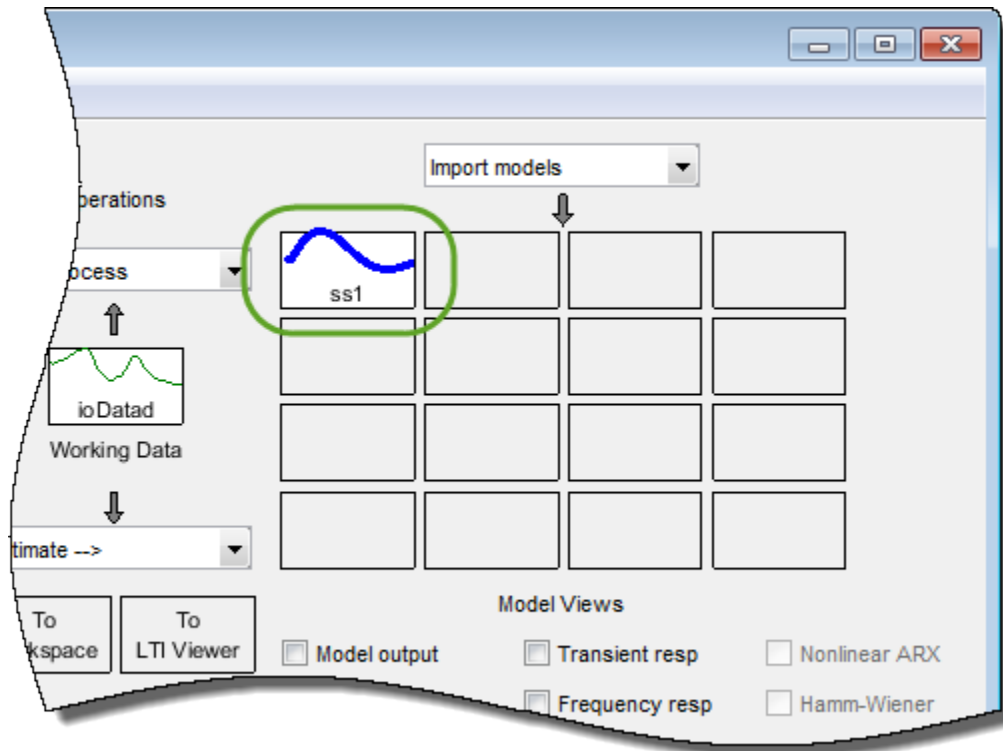 Import models
perations
ocess
ss1
ioDatad
Working Data
timate -->
To
kspace
To
LTI Viewer
Model Views
Model output
Transient resp
Nonlinear ARX
Frequency resp
Hamm-Wiener